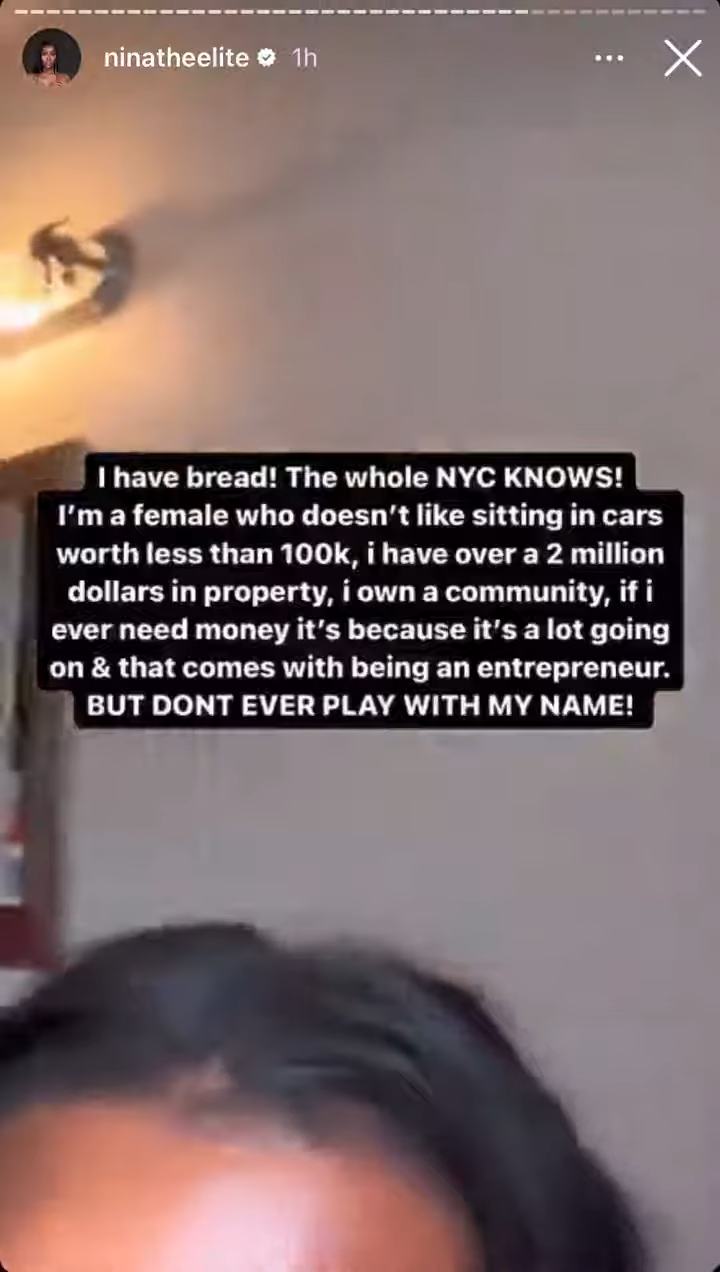 ninatheelite 1h
I have bread! The whole NYC KNOWS!
I'm a female who doesn't like sitting in cars
worth less than 100k, i have over a 2 million
dollars in property, i own a community, if i
ever need money it's because it's a lot going
on & that comes with being an entrepreneur.
BUT DONT EVER PLAY WITH MY NAME!